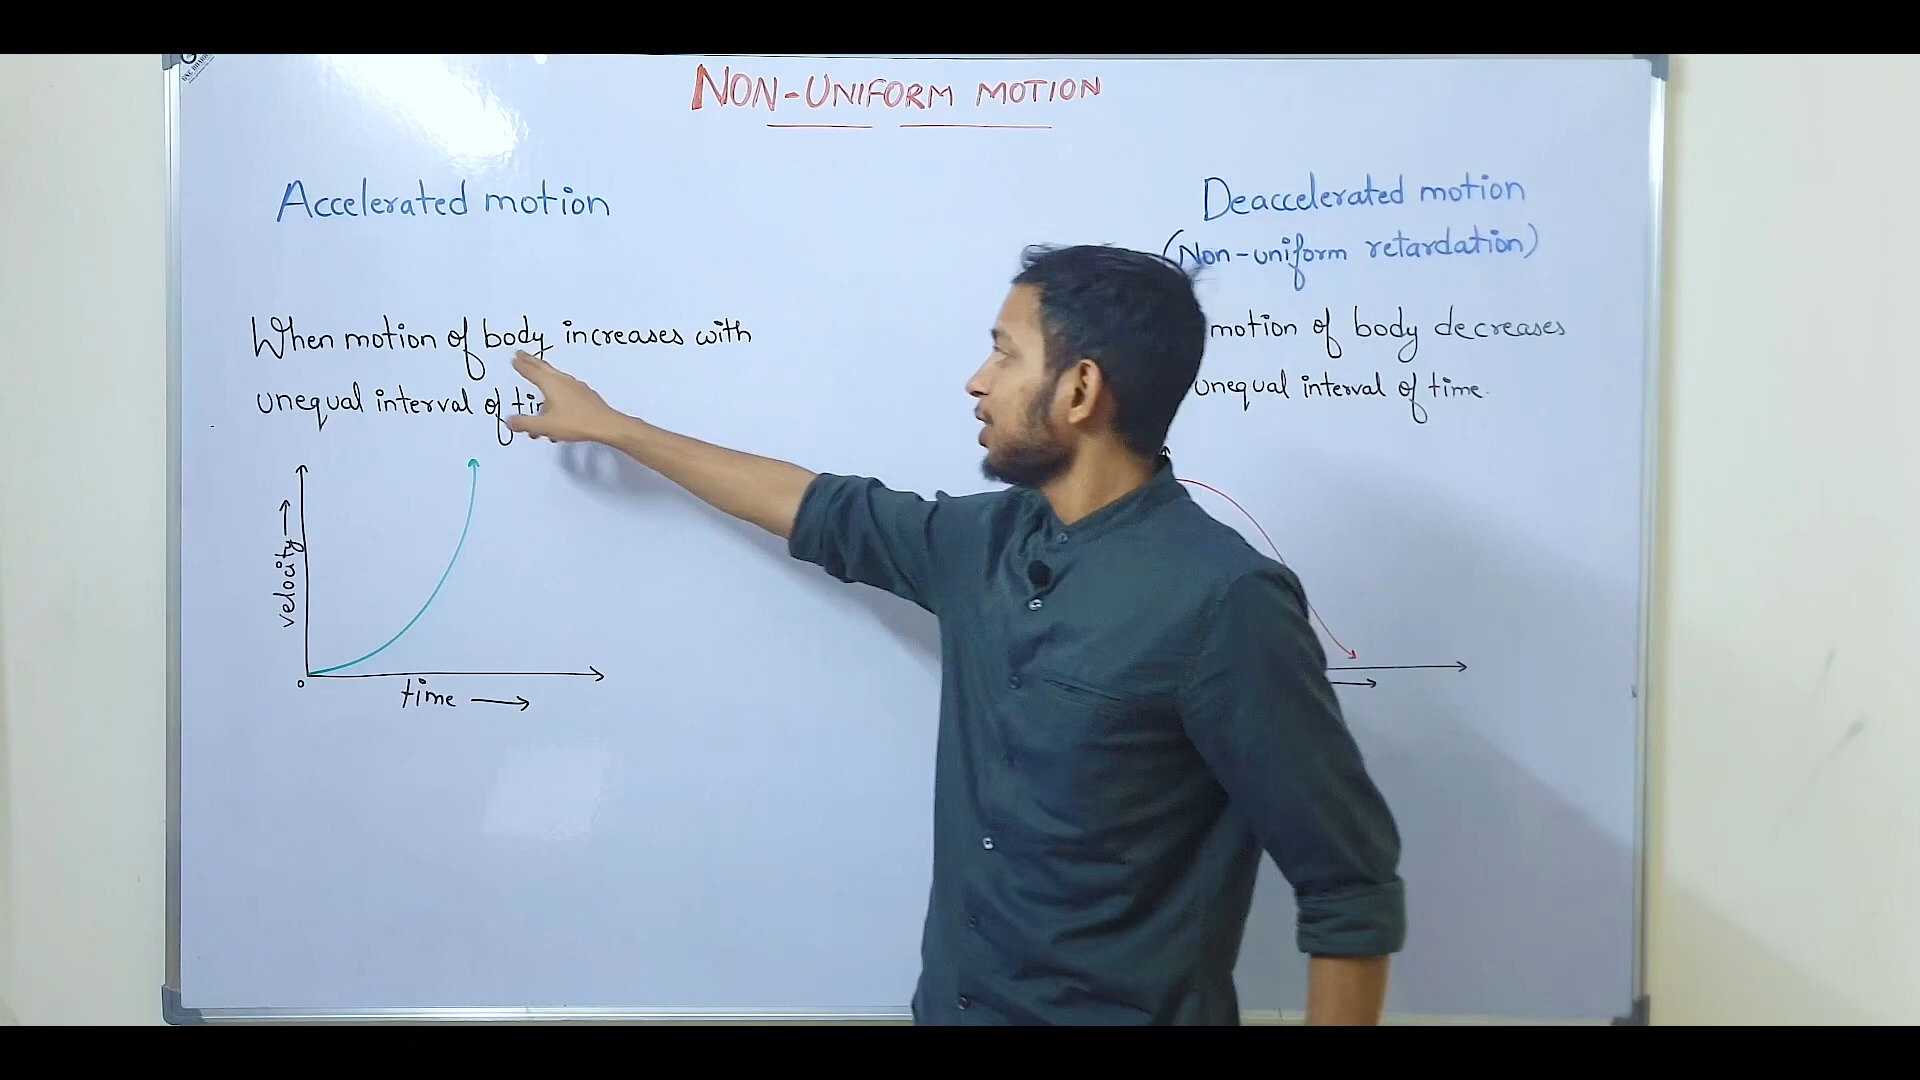 NON-UNIFORM MOTION
Accelerated motion
When motion of body increases with
unequal interval of
velocity
0
time
Deaccelerated motion
(Non-uniform retardation)
motion of body decreases
unequal interval of time.